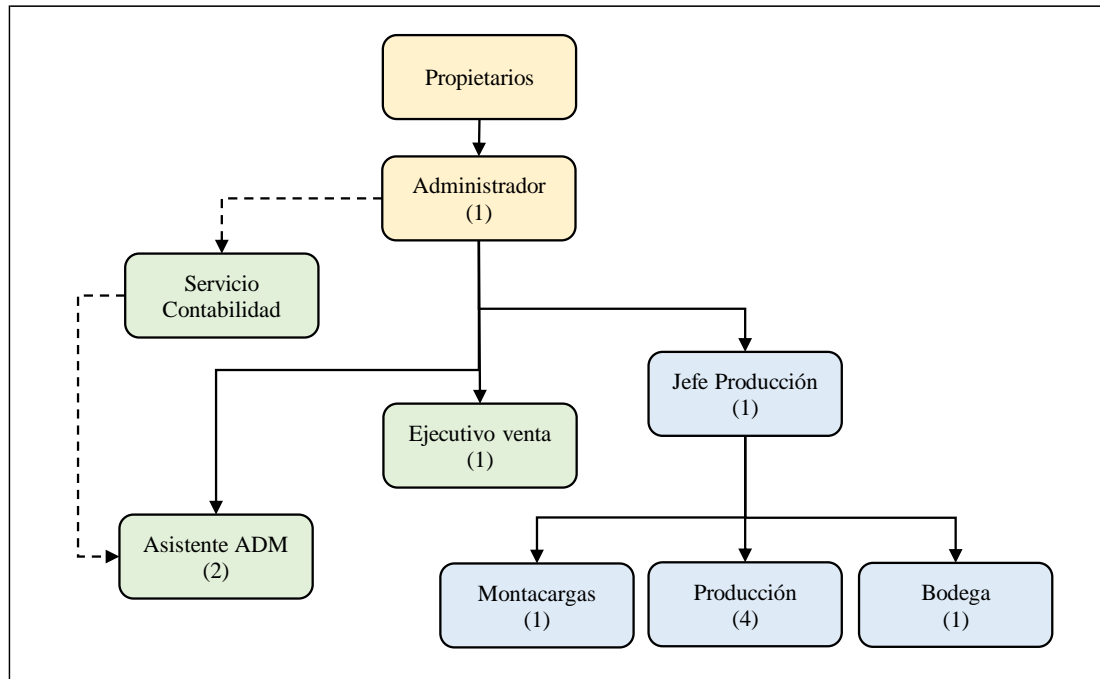 Propietarios
Administrador
(1)
Servicio
Contabilidad
Jefe Producción
(1)
Ejecutivo venta
(1)
Asistente ADM
(2)
Montacargas
(1)
Producción
(4)
Bodega
(1)